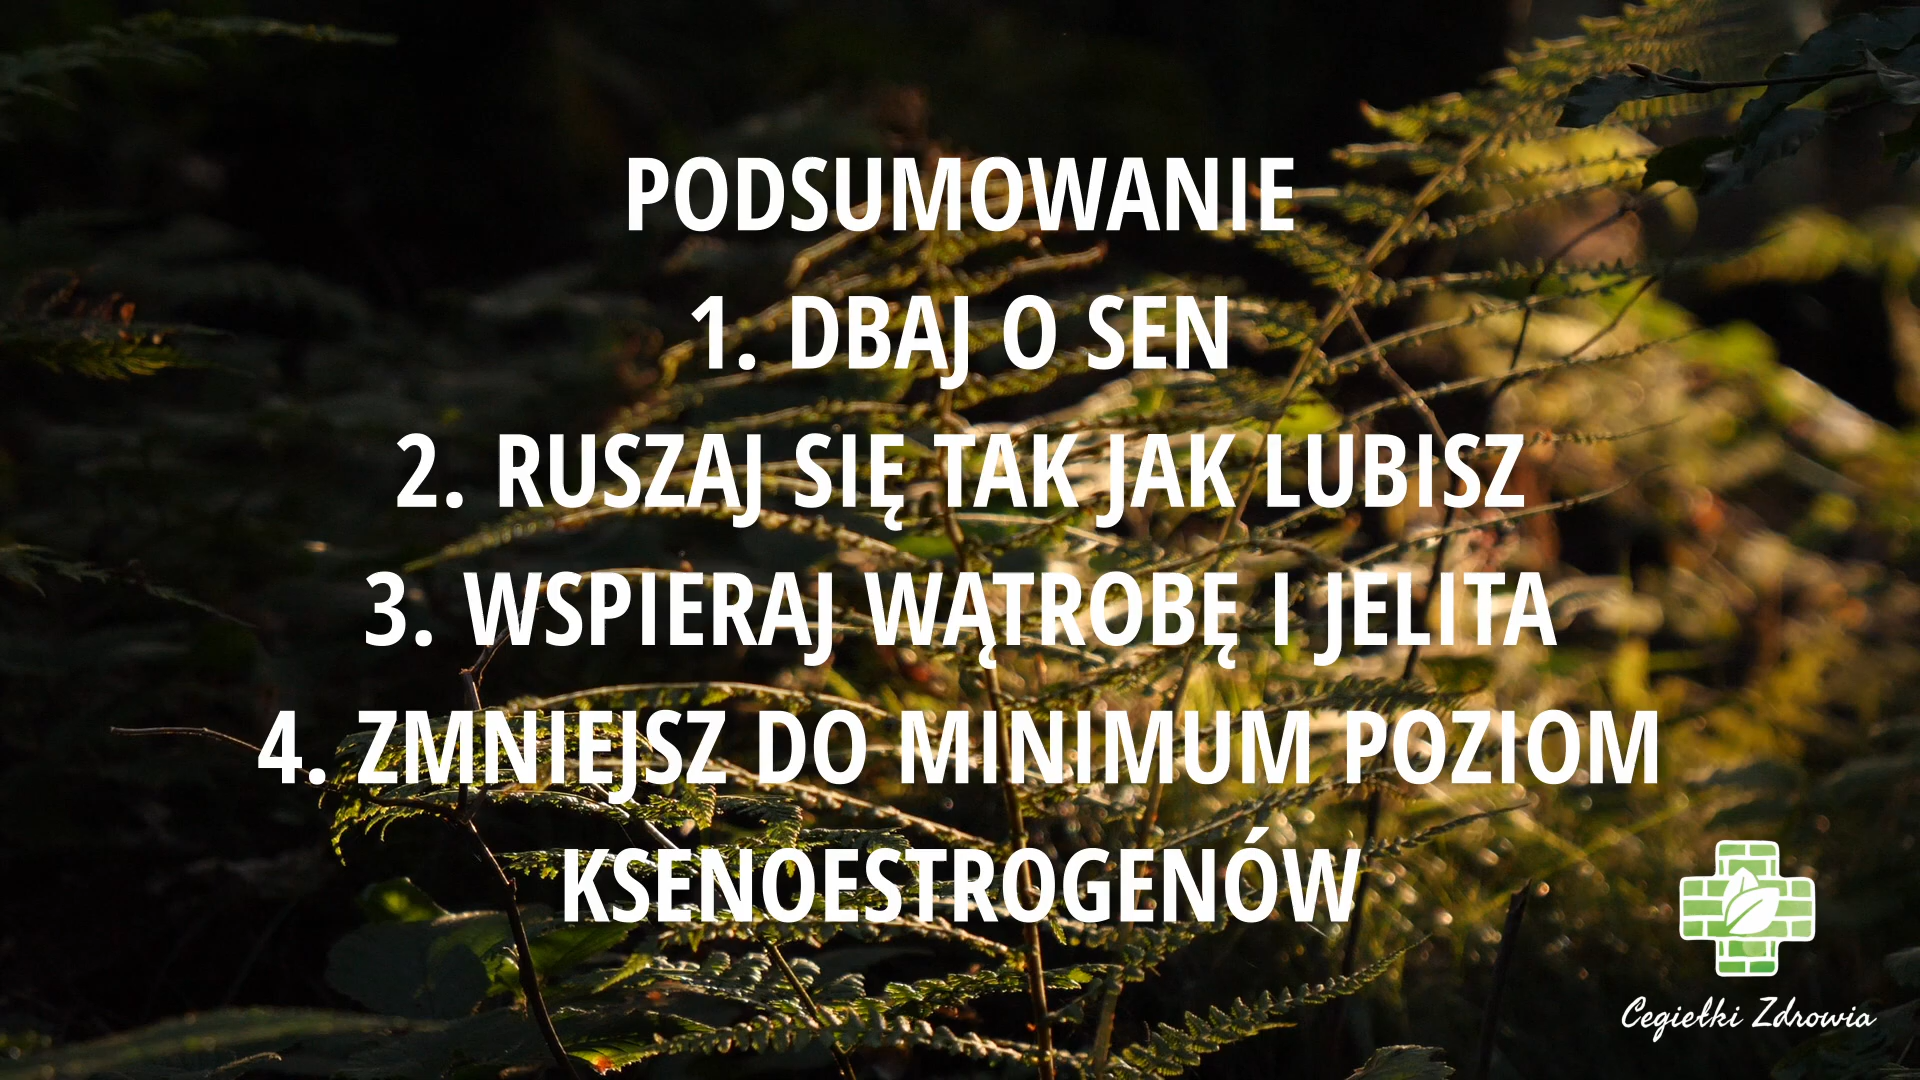 PODSUMOWANIE
1. DBAJ O SEN
2. RUSZAJ SIĘ TAK JAK LUBISZ
3. WSPIERAJ WĄTROBĘ I JELITA
4. ZMNIEJSZ DO MINIMUM POZIOM
KSENOESTROGENÓW
Cegiełki Zdrowia